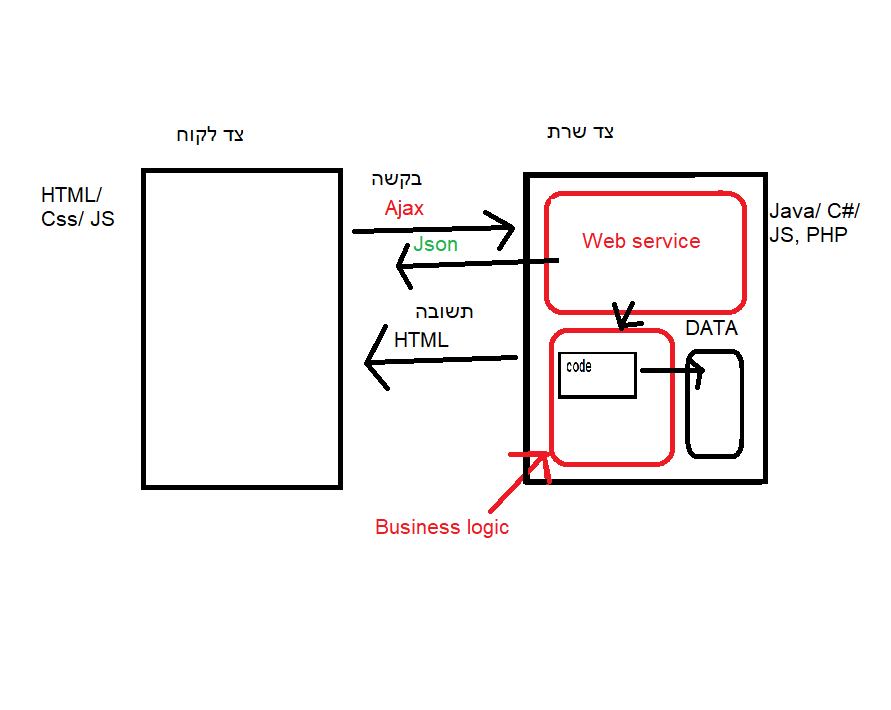 צד לקוח
צד שרת
HTML/
Css/ JS
בקשה
Ajax
Json
תשובה
HTML
Web service
Java/ C#/
JS, PHP
DATA
code
Business logic